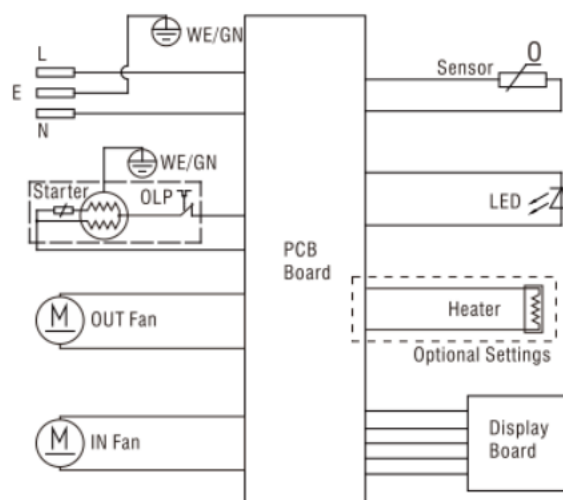 WE/GN
L
E
N
Sensor
0
WE/GN
Starter
OLP
LED
PCB
Board
OUT Fan
M
Heater
Optional Settings
IN Fan
M
Display
Board